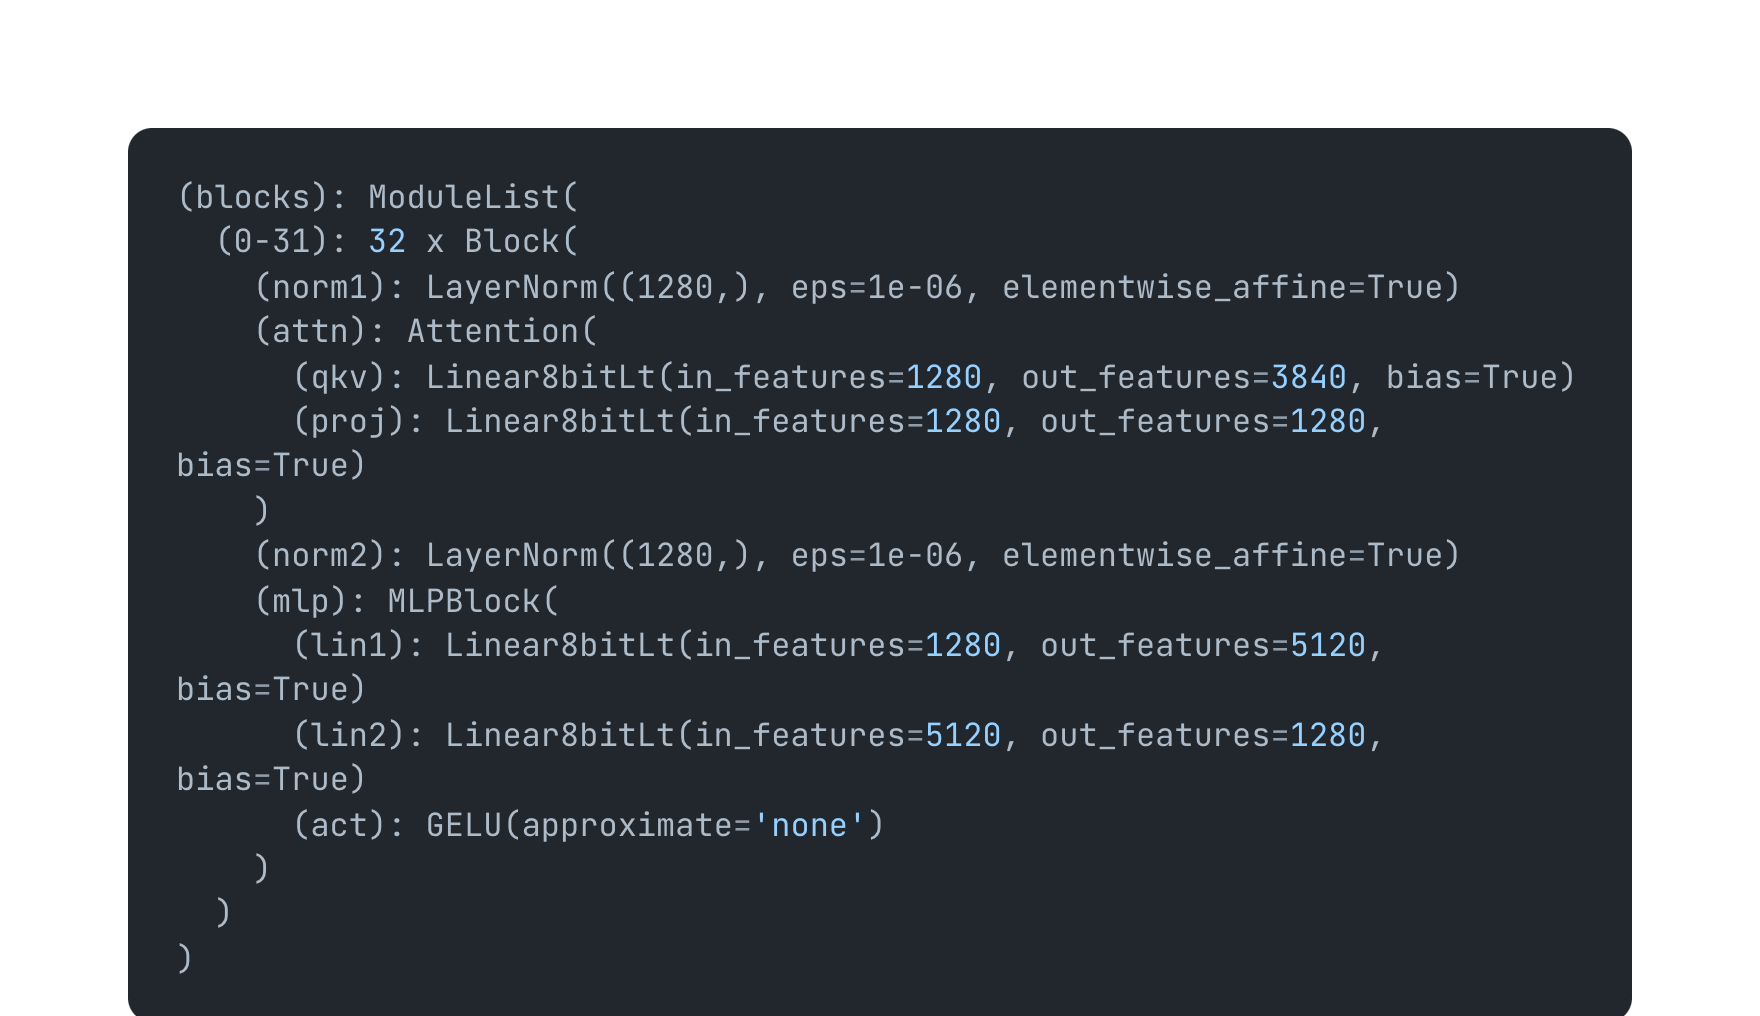 (blocks): ModuleList(
  (0-31): 32 x Block(
    (norm1): LayerNorm((1280,), eps=1e-06, elementwise_affine=True)
    (attn): Attention(
      (qkv): Linear8bitLt(in_features=1280, out_features=3840, bias=True)
      (proj): Linear8bitLt(in_features=1280, out_features=1280,
bias=True)
    )
    (norm2): LayerNorm((1280,), eps=1e-06, elementwise_affine=True)
    (mlp): MLPBlock(
      (lin1): Linear8bitLt(in_features=1280, out_features=5120,
bias=True)
      (lin2): Linear8bitLt(in_features=5120, out_features=1280,
bias=True)
      (act): GELU(approximate='none')
    )
  )
)